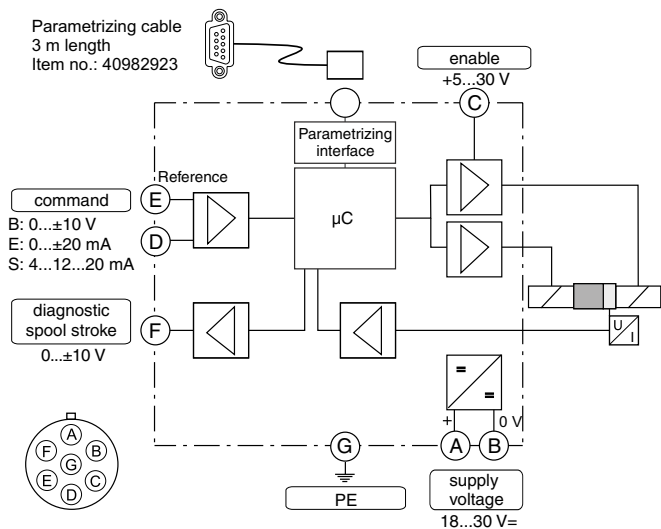 Parametrizing cable
3 m length
Item no.: 40982923
enable
+5...30 V
C
Parametrizing
interface
Reference
command
E
D
B: 0...±10 V
E: 0...±20 mA
S: 4...12...20 mA
µC
diagnostic
spool stroke
F
0...±10 V
U
I
=
=
+
0 V
G
A
B
PE
supply
voltage
18...30 V=
A
F
B
G
E
C
D